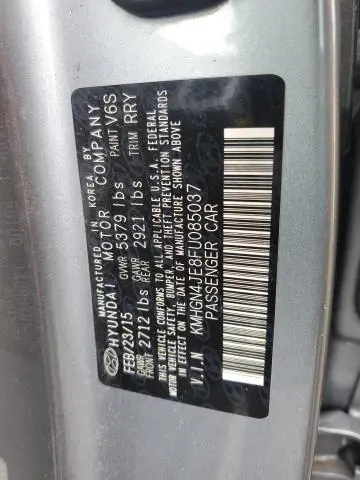 MANUFACTURED IN KOREA BY
HYUNDAI MOTOR COMPANY
FEB/23/15 GVWR 5379 lbs PAINT V6S
GAWR FRONT 2712 lbs GAWR REAR 2921 lbs TRIM RRY
THIS VEHICLE CONFORMS TO ALL APPLICABLE U.S.A. FEDERAL
MOTOR VEHICLE SAFETY, BUMPER, AND THEFT PREVENTION STANDARDS
IN EFFECT ON THE DATE OF MANUFACTURE SHOWN ABOVE
V.I.N KMHGN4JE8FU085037
PASSENGER CAR